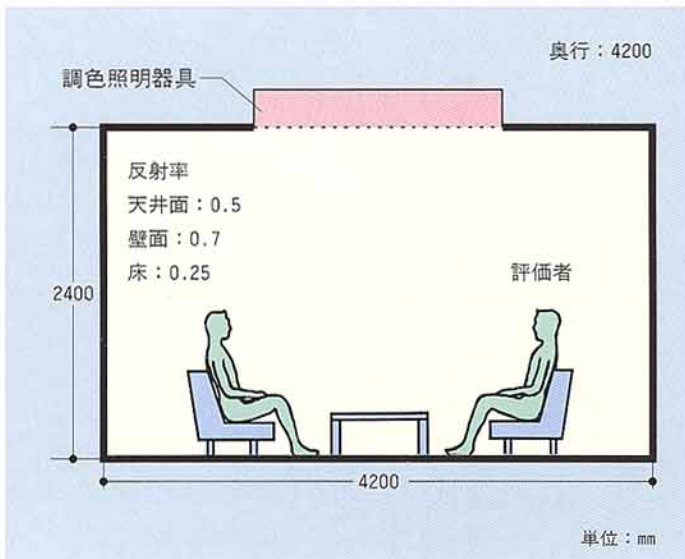 奥行：4200
調色照明器具
反射率
天井面：0.5
壁面：0.7
床：0.25
評価者
2400
4200
単位：㎜